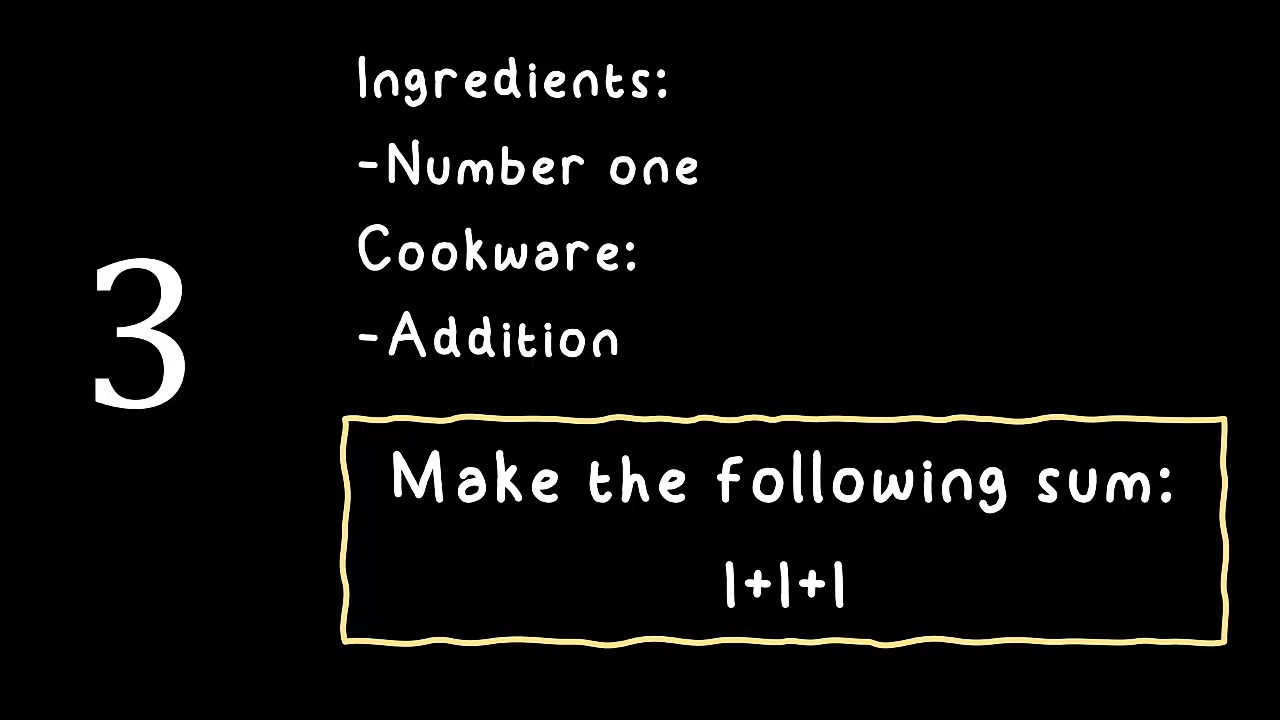 3
Ingredients:
-Number one
Cookware:
-Addition
Make the following sum:
1+1+1